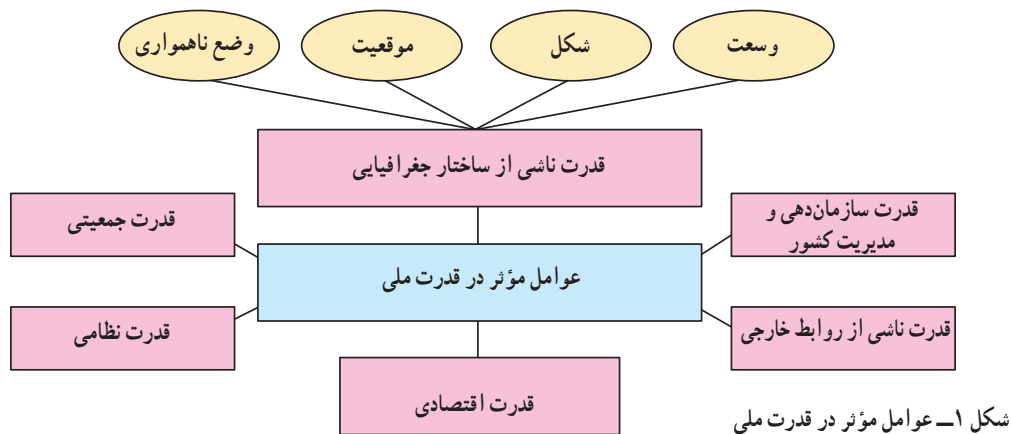 وسعت
شکل
موقعیت
وضع ناهمواری
قدرت ناشی از ساختار جغرافیایی
قدرت سازمان‌دهی و
مدیریت کشور
قدرت جمعیتی
عوامل مؤثر در قدرت ملی
قدرت ناشی از روابط خارجی
قدرت نظامی
قدرت اقتصادی
شکل ۱ــ عوامل مؤثر در قدرت ملی